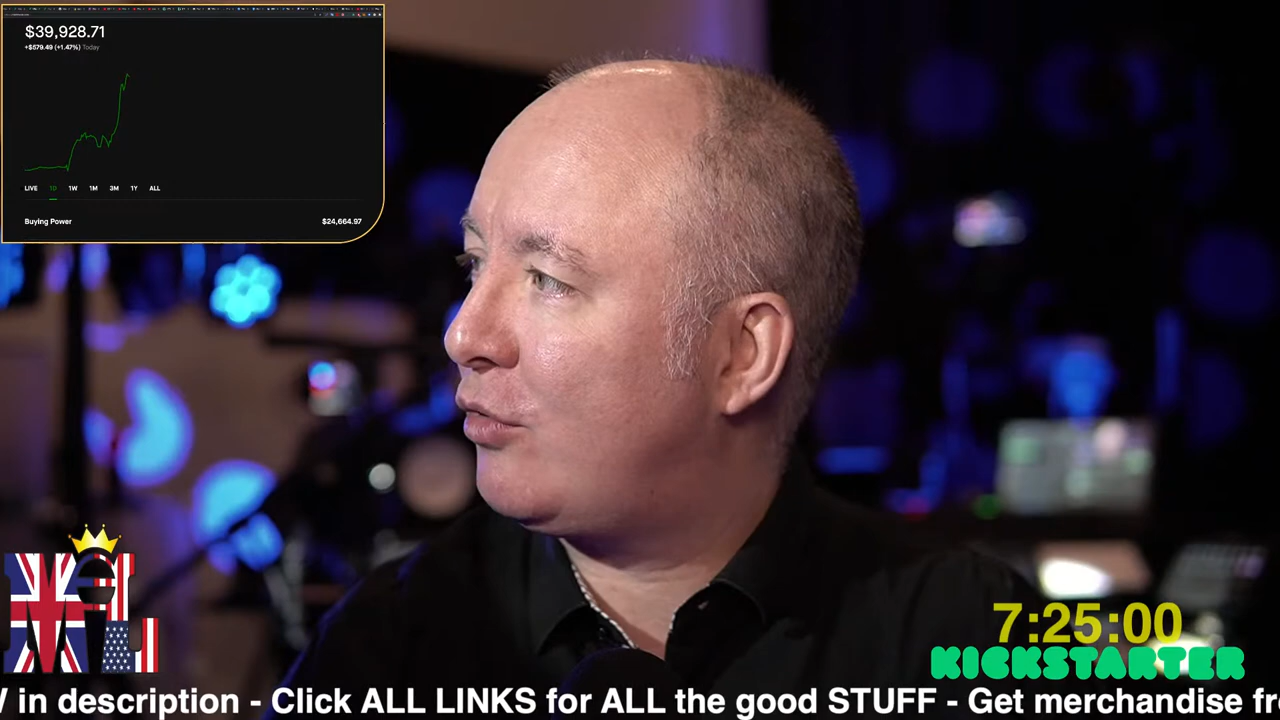 $39,928.71
+$579.49 (+1.47%) Today
LIVE 1D 1W 1M 3M 1Y ALL
Buying Power $24,664.97
7:25:00
KICKSTARTER
in description - Click ALL LINKS for ALL the good STUFF - Get merchandise